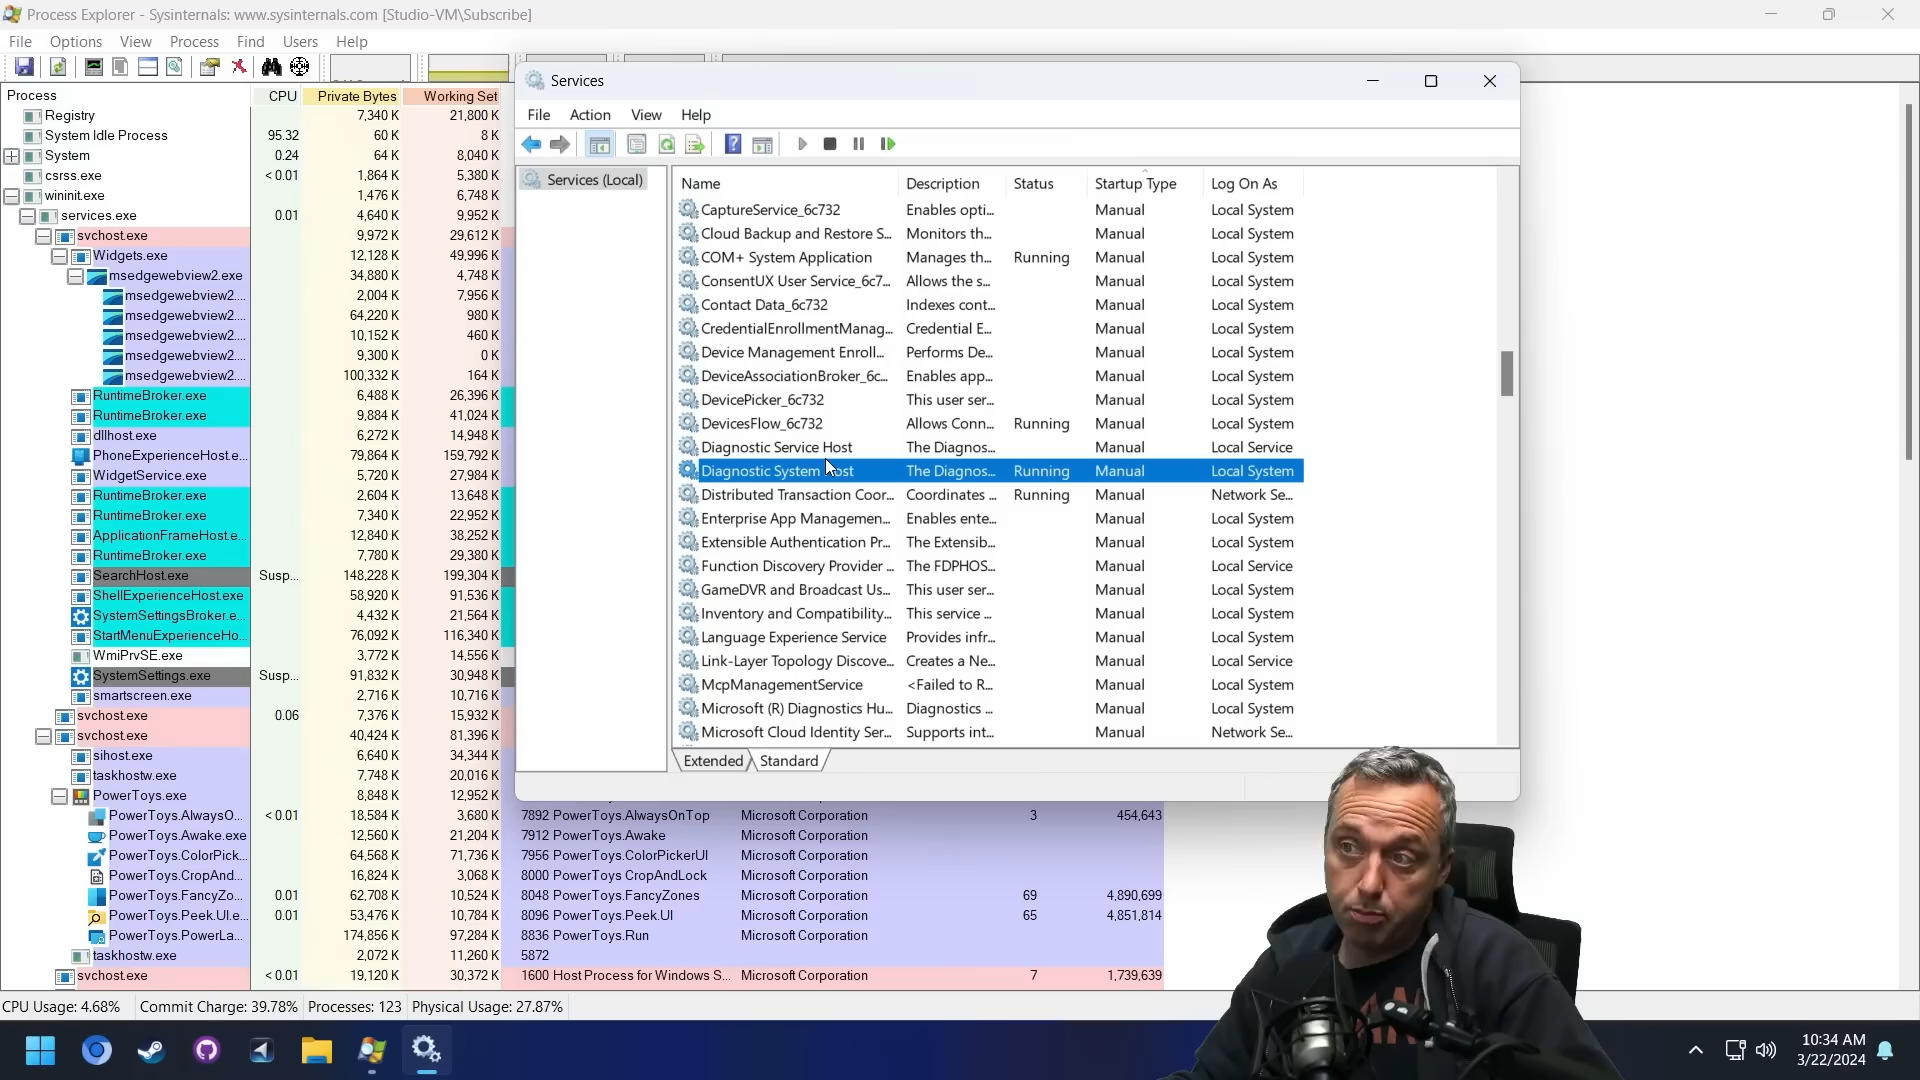 Process Explorer - Sysinternals: www.sysinternals.com [Studio-VM\Subscribe]
File Options View Process Find Users Help
Process CPU Private Bytes Working Set
Registry 7,340 K 21,800 K
System Idle Process 95.32 60 K 8 K
System 0.24 64 K 8,040 K
csrss.exe < 0.01 1,864 K 5,380 K
wininit.exe 1,476 K 6,748 K
services.exe 0.01 4,640 K 9,952 K
svchost.exe 9,972 K 29,612 K
Widgets.exe 12,128 K 49,996 K
msedgewebview2.exe 34,880 K 4,748 K
msedgewebview2.... 2,004 K 7,956 K
msedgewebview2.... 64,220 K 980 K
msedgewebview2.... 10,152 K 460 K
msedgewebview2.... 9,300 K 0 K
msedgewebview2.... 100,332 K 164 K
RuntimeBroker.exe 6,488 K 26,396 K
RuntimeBroker.exe 9,884 K 41,024 K
dllhost.exe 6,272 K 14,948 K
PhoneExperienceHost.e... 79,864 K 159,792 K
WidgetService.exe 5,720 K 27,984 K
RuntimeBroker.exe 2,604 K 13,648 K
RuntimeBroker.exe 7,340 K 22,952 K
ApplicationFrameHost.e... 12,840 K 38,252 K
RuntimeBroker.exe 7,780 K 29,380 K
SearchHost.exe Susp... 148,228 K 199,304 K
ShellExperienceHost.exe 58,920 K 91,536 K
SystemSettingsBroker.e... 4,432 K 21,564 K
StartMenuExperienceHo... 76,092 K 116,340 K
WmiPrvSE.exe 3,772 K 14,556 K
SystemSettings.exe Susp... 91,832 K 30,948 K
smartscreen.exe 2,716 K 10,716 K
svchost.exe 0.06 7,376 K 15,932 K
svchost.exe 40,424 K 81,396 K
sihost.exe 6,640 K 34,344 K
taskhostw.exe 7,748 K 20,016 K
PowerToys.exe 8,848 K 12,952 K
PowerToys.AlwaysO... < 0.01 18,584 K 3,680 K 7892 PowerToys.AlwaysOnTop Microsoft Corporation 3 454,643
PowerToys.Awake.exe 12,560 K 21,204 K 7912 PowerToys.Awake Microsoft Corporation
PowerToys.ColorPick... 64,568 K 71,736 K 7956 PowerToys.ColorPickerUI Microsoft Corporation
PowerToys.CropAnd... 16,824 K 3,068 K 8000 PowerToys.CropAndLock Microsoft Corporation
PowerToys.FancyZo... 0.01 62,708 K 10,524 K 8048 PowerToys.FancyZones Microsoft Corporation 69 4,890,699
PowerToys.Peek.UI.e... 0.01 53,476 K 10,784 K 8096 PowerToys.Peek.UI Microsoft Corporation 65 4,851,814
PowerToys.PowerLa... 174,856 K 97,284 K 8836 PowerToys.Run Microsoft Corporation
taskhostw.exe 2,072 K 11,260 K 5872
svchost.exe < 0.01 19,120 K 30,372 K 1600 Host Process for Windows S... Microsoft Corporation 7 1,739,639
CPU Usage: 4.68% Commit Charge: 39.78% Processes: 123 Physical Usage: 27.87%
Services
File Action View Help
Services (Local)
Name Description Status Startup Type Log On As
CaptureService_6c732 Enables opti... Manual Local System
Cloud Backup and Restore S... Monitors th... Manual Local System
COM+ System Application Manages th... Running Manual Local System
ConsentUX User Service_6c7... Allows the s... Manual Local System
Contact Data_6c732 Indexes cont... Manual Local System
CredentialEnrollmentManag... Credential E... Manual Local System
Device Management Enroll... Performs De... Manual Local System
DeviceAssociationBroker_6c... Enables app... Manual Local System
DevicePicker_6c732 This user ser... Manual Local System
DevicesFlow_6c732 Allows Conn... Running Manual Local System
Diagnostic Service Host The Diagnos... Manual Local Service
Diagnostic System Host The Diagnos... Running Manual Local System
Distributed Transaction Coor... Coordinates ... Running Manual Network Se...
Enterprise App Managemen... Enables ente... Manual Local System
Extensible Authentication Pr... The Extensib... Manual Local System
Function Discovery Provider ... The FDPHOS... Manual Local Service
GameDVR and Broadcast Us... This user ser... Manual Local System
Inventory and Compatibility... This service ... Manual Local System
Language Experience Service Provides infr... Manual Local System
Link-Layer Topology Discove... Creates a Ne... Manual Local Service
McpManagementService <Failed to R... Manual Local System
Microsoft (R) Diagnostics Hu... Diagnostics ... Manual Local System
Microsoft Cloud Identity Ser... Supports int... Manual Network Se...
Extended Standard
10:34 AM
3/22/2024